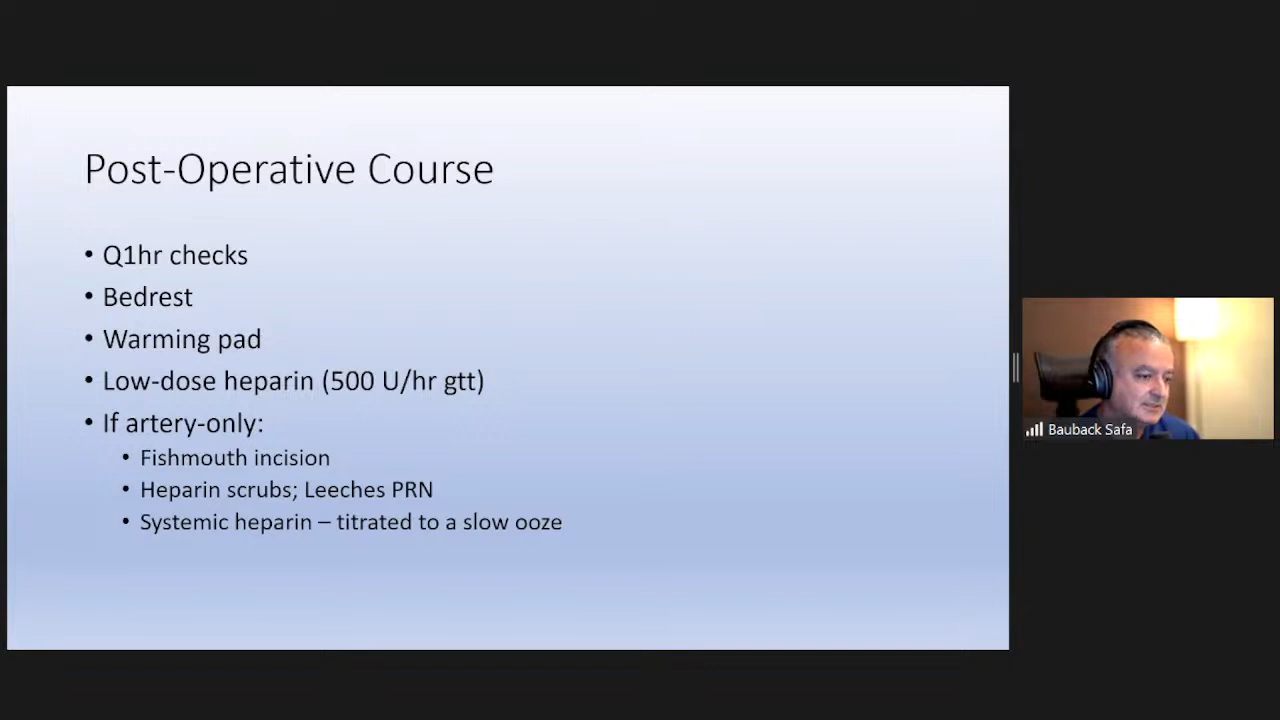 Post-Operative Course
• Q1hr checks
• Bedrest
• Warming pad
• Low-dose heparin (500 U/hr gtt)
• If artery-only:
• Fishmouth incision
• Heparin scrubs; Leeches PRN
• Systemic heparin – titrated to a slow ooze
Bauback Safa